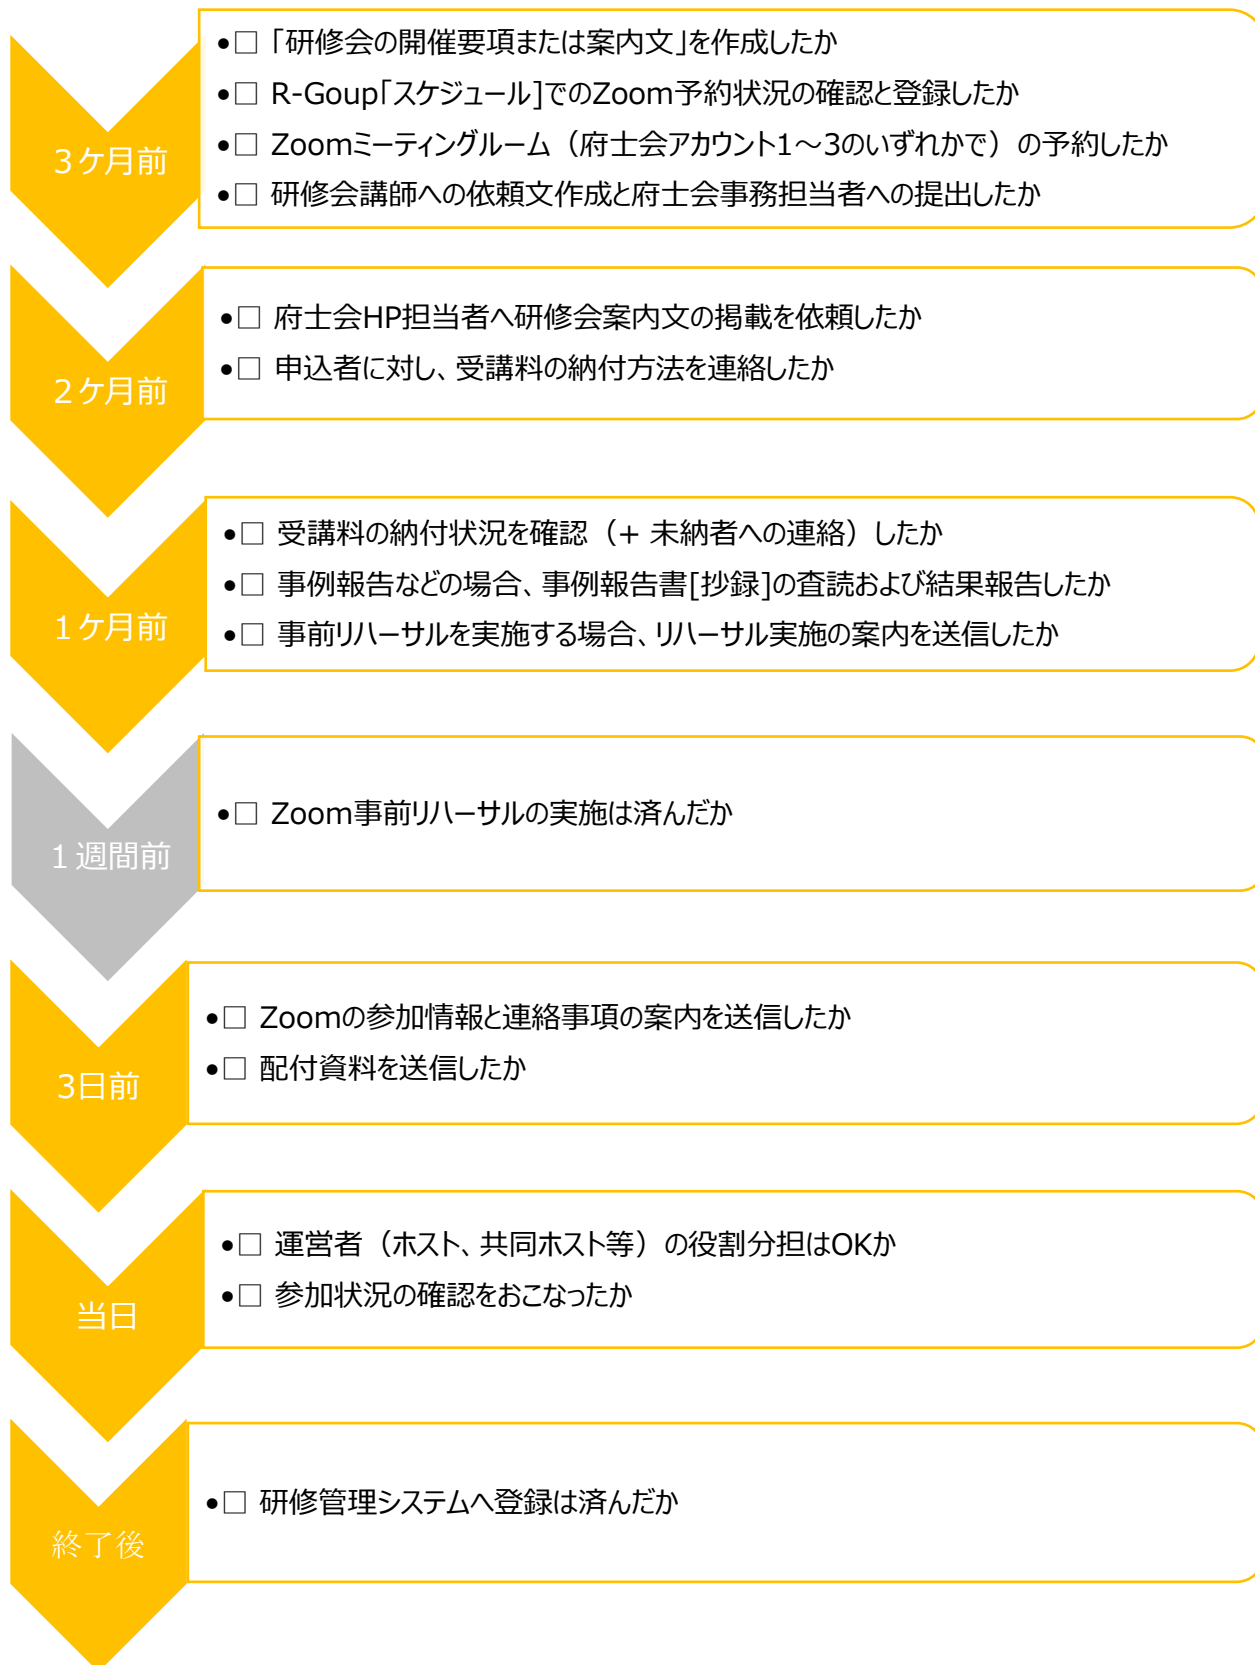 3ケ月前
•□ 「研修会の開催要項または案内文」を作成したか
•□ R-Goup「スケジュール]でのZoom予約状況の確認と登録したか
•□ Zoomミーティングルーム（府士会アカウント1～3のいずれかで）の予約したか
•□ 研修会講師への依頼文作成と府士会事務担当者への提出したか
2ケ月前
•□ 府士会HP担当者へ研修会案内文の掲載を依頼したか
•□ 申込者に対し、受講料の納付方法を連絡したか
1ケ月前
•□ 受講料の納付状況を確認（+ 未納者への連絡）したか
•□ 事例報告などの場合、事例報告書[抄録]の査読および結果報告したか
•□ 事前リハーサルを実施する場合、リハーサル実施の案内を送信したか
1週間前
•□ Zoom事前リハーサルの実施は済んだか
3日前
•□ Zoomの参加情報と連絡事項の案内を送信したか
•□ 配付資料を送信したか
当日
•□ 運営者（ホスト、共同ホスト等）の役割分担はOKか
•□ 参加状況の確認をおこなったか
終了後
•□ 研修管理システムへ登録は済んだか